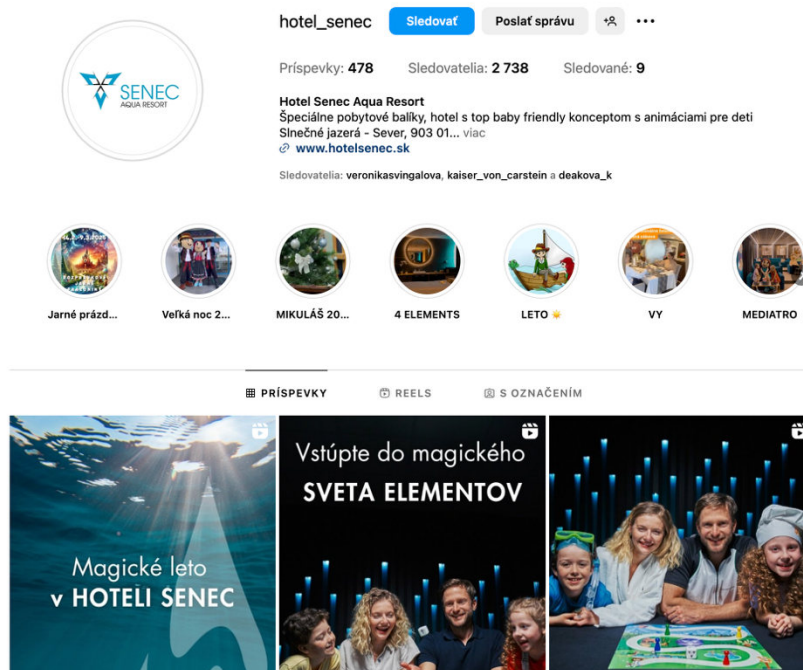 hotel_senec
Sledovať
Poslať správu
Príspevky: 478 Sledovatelia: 2 738 Sledované: 9
SENEC
AQUA RESORT
Hotel Senec Aqua Resort
Špeciálne pobytové balíky, hotel s top baby friendly konceptom s animáciami pre deti
Slnečné jazerá - Sever, 903 01... viac
www.hotelsenec.sk
Sledovatelia: veronikasvingalova, kaiser_von_carstein a deakova_k
Jarné prázd...
Veľká noc 2...
MIKULÁŠ 20...
4 ELEMENTS
LETO
VY
MEDIATRO
PRÍSPEVKY
REELS
S OZNAČENÍM
Magické leto
v HOTELI SENEC
Vstúpte do magického
SVETA ELEMENTOV